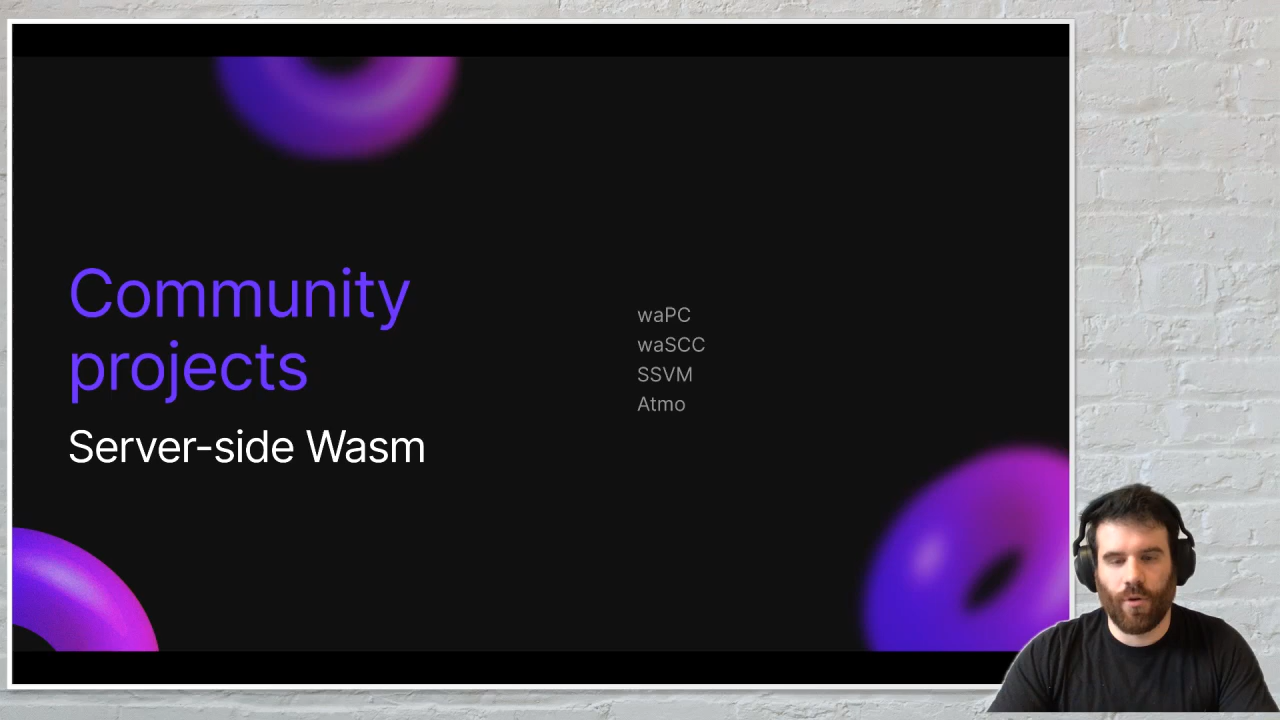 Community
projects
Server-side Wasm
waPC
waSCC
SSVM
Atmo